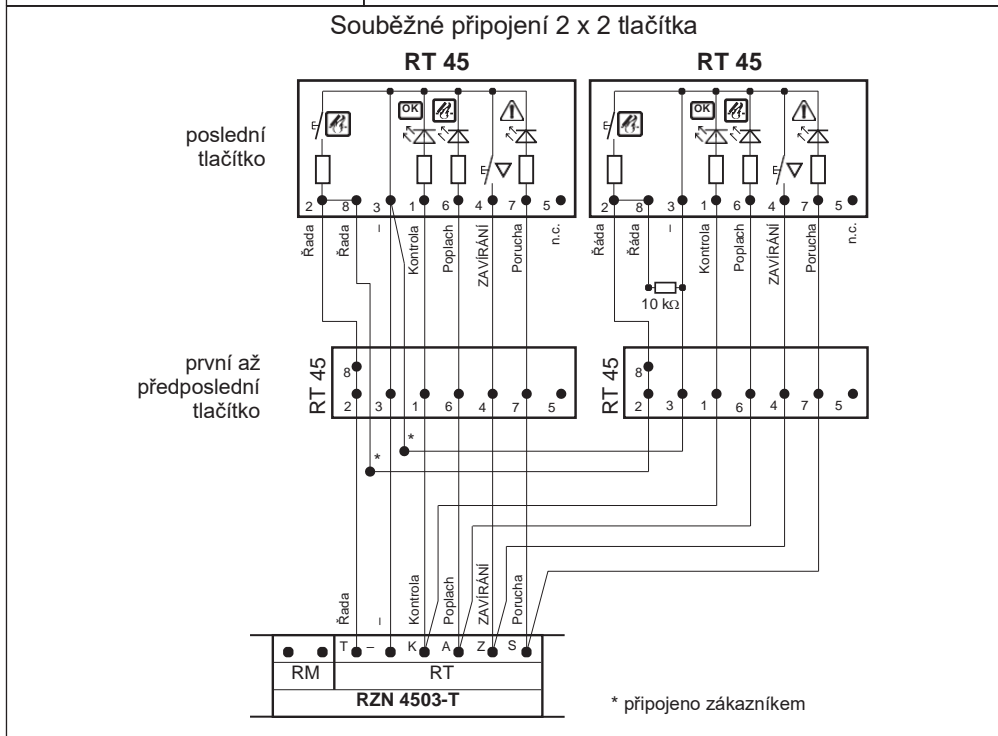 Souběžné připojení 2 x 2 tlačítka
RT 45 RT 45
poslední
tlačítko
OK OK
2 8 3 1 6 4 7 5 2 8 3 1 6 4 7 5
Řada Řada – Kontrola Poplach ZAVÍRÁNÍ Porucha n.c. Řáda Řáda – Kontrola Poplach ZAVÍRÁNÍ Porucha n.c.
10 kΩ
první až
předposlední
tlačítko
RT 45 RT 45
8 8
2 3 1 6 4 7 5 2 3 1 6 4 7 5
* *
Řada – Kontrola Poplach ZAVÍRÁNÍ Porucha
T – K A Z S
RM RT
RZN 4503-T
* připojeno zákazníkem